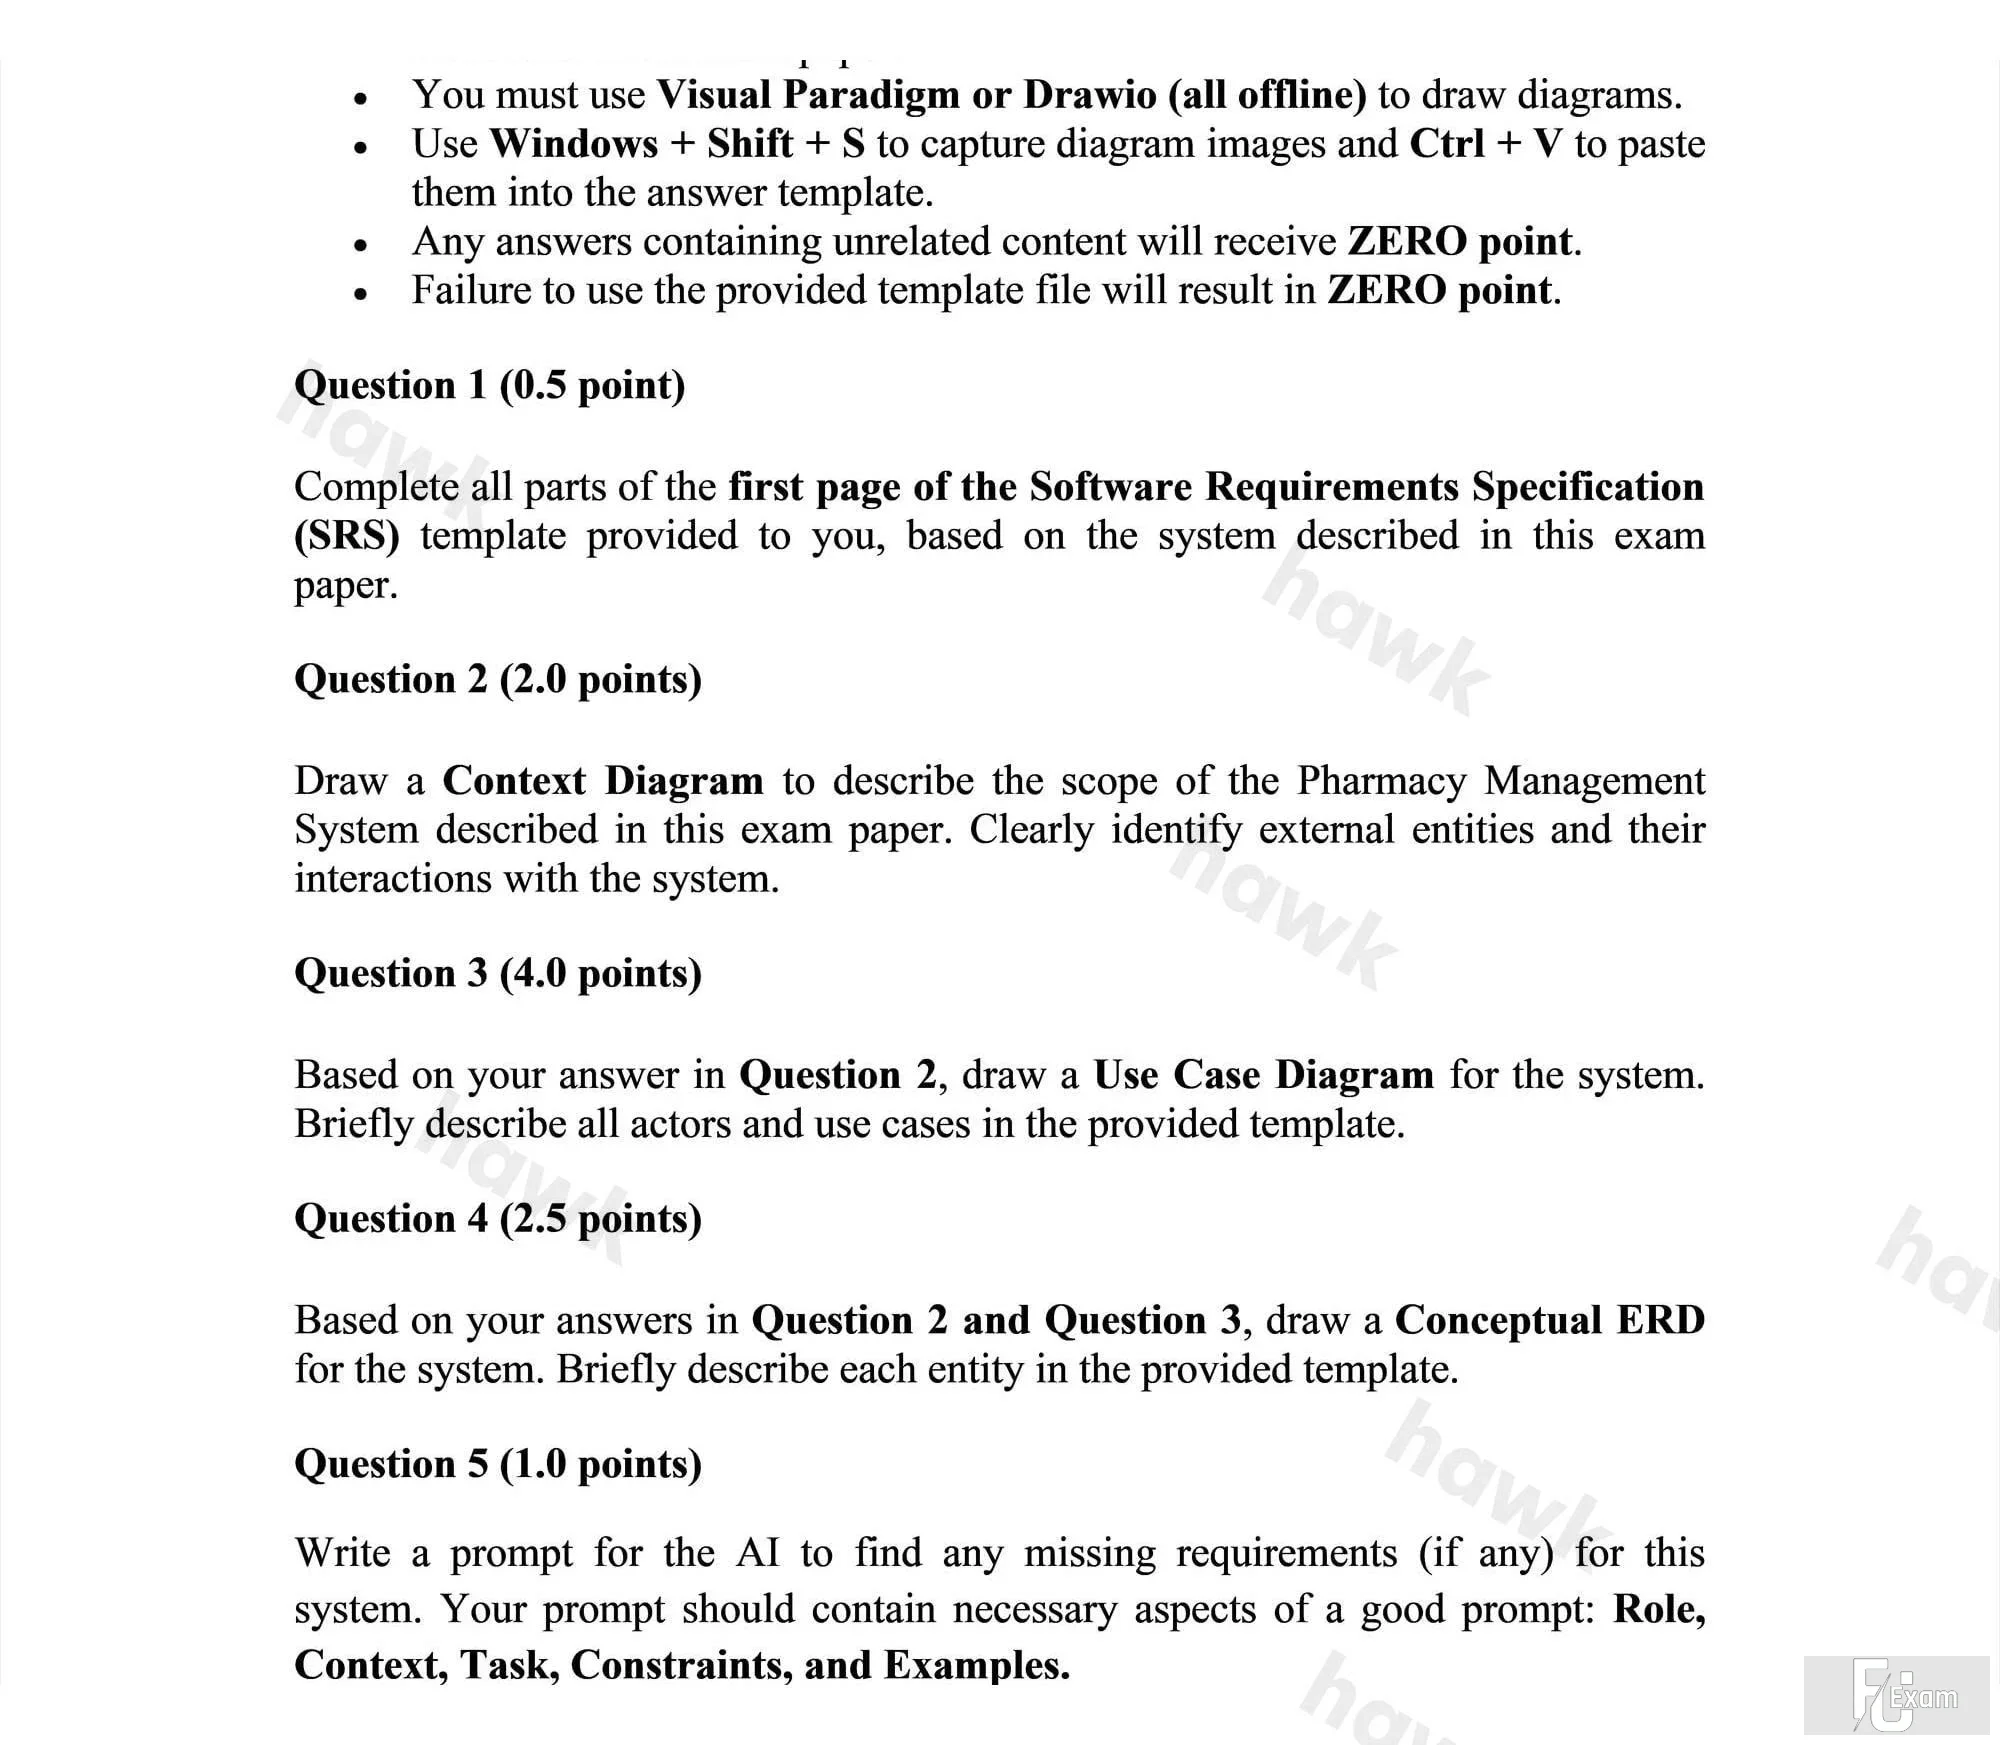 • You must use Visual Paradigm or Drawio (all offline) to draw diagrams.
• Use Windows + Shift + S to capture diagram images and Ctrl + V to paste
them into the answer template.
• Any answers containing unrelated content will receive ZERO point.
• Failure to use the provided template file will result in ZERO point.
Question 1 (0.5 point)
hawk
Complete all parts of the first page of the Software Requirements Specification
(SRS) template provided to you, based on the system described in this exam
paper.
hawk
Question 2 (2.0 points)
Draw a Context Diagram to describe the scope of the Pharmacy Management
System described in this exam paper. Clearly identify external entities and their
interactions with the system.
hawk
Question 3 (4.0 points)
Based on your answer in Question 2, draw a Use Case Diagram for the system.
Briefly describe all actors and use cases in the provided template.
hawk
Question 4 (2.5 points)
Based on your answers in Question 2 and Question 3, draw a Conceptual ERD
for the system. Briefly describe each entity in the provided template.
Question 5 (1.0 points)
hawk
Write a prompt for the AI to find any missing requirements (if any) for this
system. Your prompt should contain necessary aspects of a good prompt: Role,
Context, Task, Constraints, and Examples.
Exam